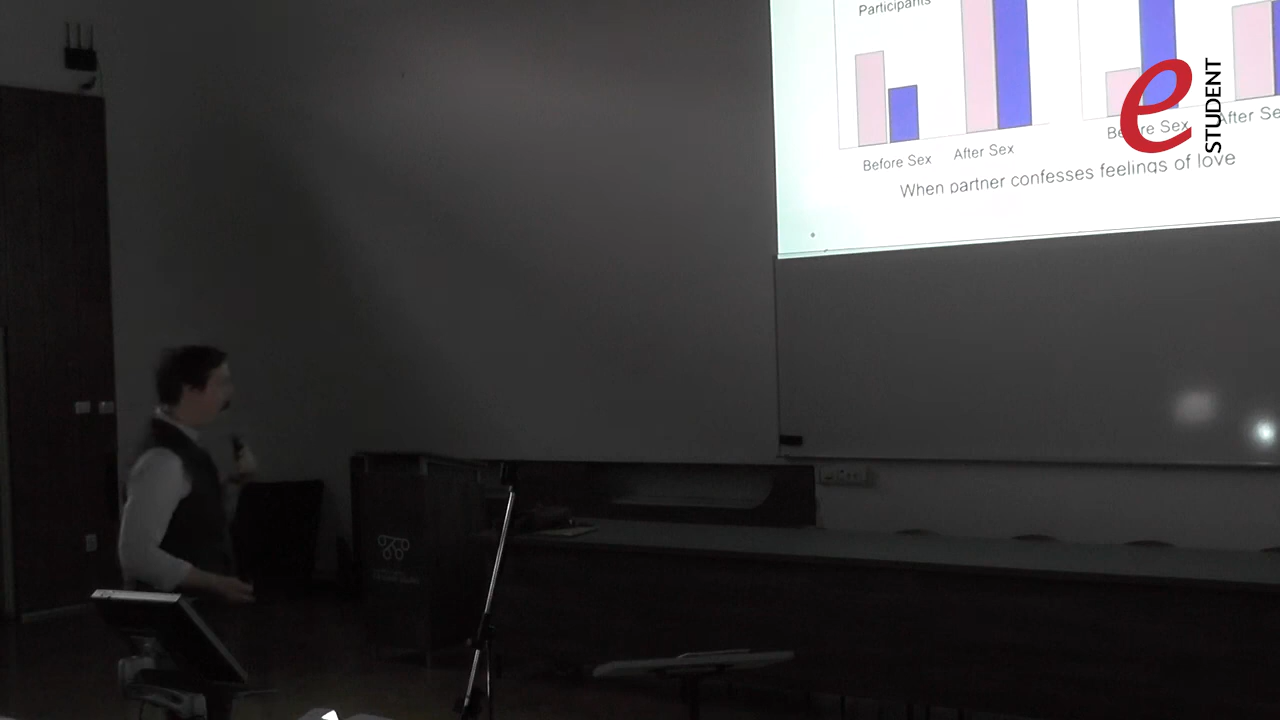 Participants
Before Sex After Sex
Before Sex After Se
When partner confesses feelings of love
e STUDENT